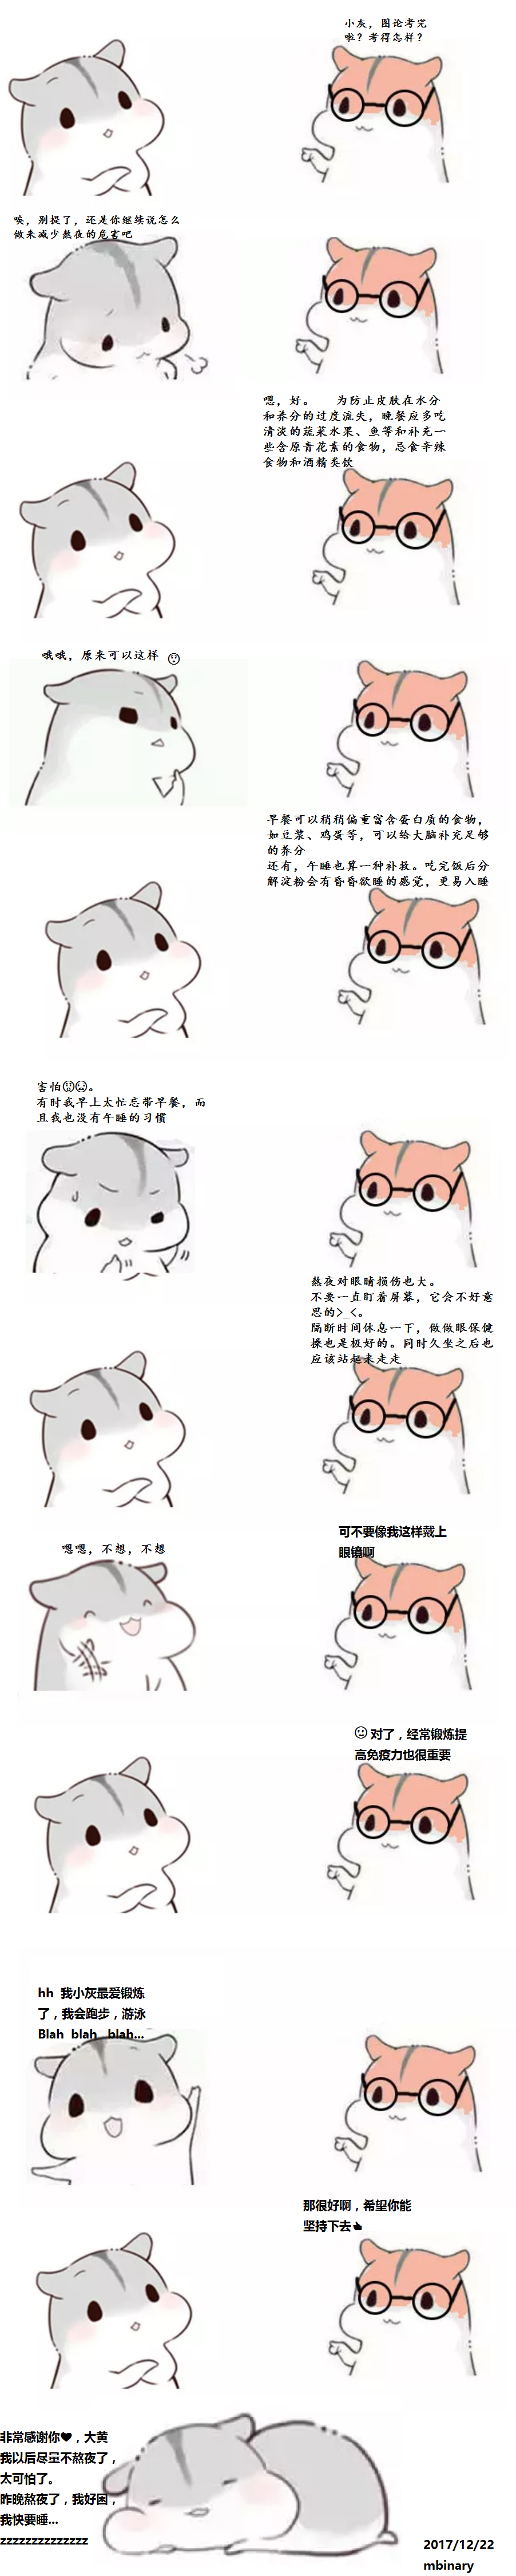 小灰，图论考完
啦？考得怎样？
唉，别提了，还是你继续说怎么
做来减少熬夜的危害吧
嗯，好。 为防止皮肤在水分
和养分的过度流失，晚餐应多吃
清淡的蔬菜水果、鱼等和补充一
些含原青花素的食物，忌食辛辣
食物和酒精类饮
哦哦，原来可以这样
早餐可以稍稍偏重富含蛋白质的食物，
如豆浆、鸡蛋等，可以给大脑补充足够
的养分
还有，午睡也算一种补救。吃完饭后分
解淀粉会有昏昏欲睡的感觉，更易入睡
害怕😨😨。
有时我早上太忙忘带早餐，而
且我也没有午睡的习惯
熬夜对眼睛损伤也大。
不要一直盯着屏幕，它会不好意
思的>_<。
隔断时间休息一下，做做眼保健
操也是极好的。同时久坐之后也
应该站起来走走
可不要像我这样戴上
眼镜啊
嗯嗯，不想，不想
对了，经常锻炼提
高免疫力也很重要
hh 我小灰最爱锻炼
了，我会跑步，游泳
Blah blah blah...
那很好啊，希望你能
坚持下去
非常感谢你❤，大黄
我以后尽量不熬夜了，
太可怕了。
昨晚熬夜了，我好困，
我快要睡...
zzzzzzzzzzzzzz
2017/12/22
mbinary